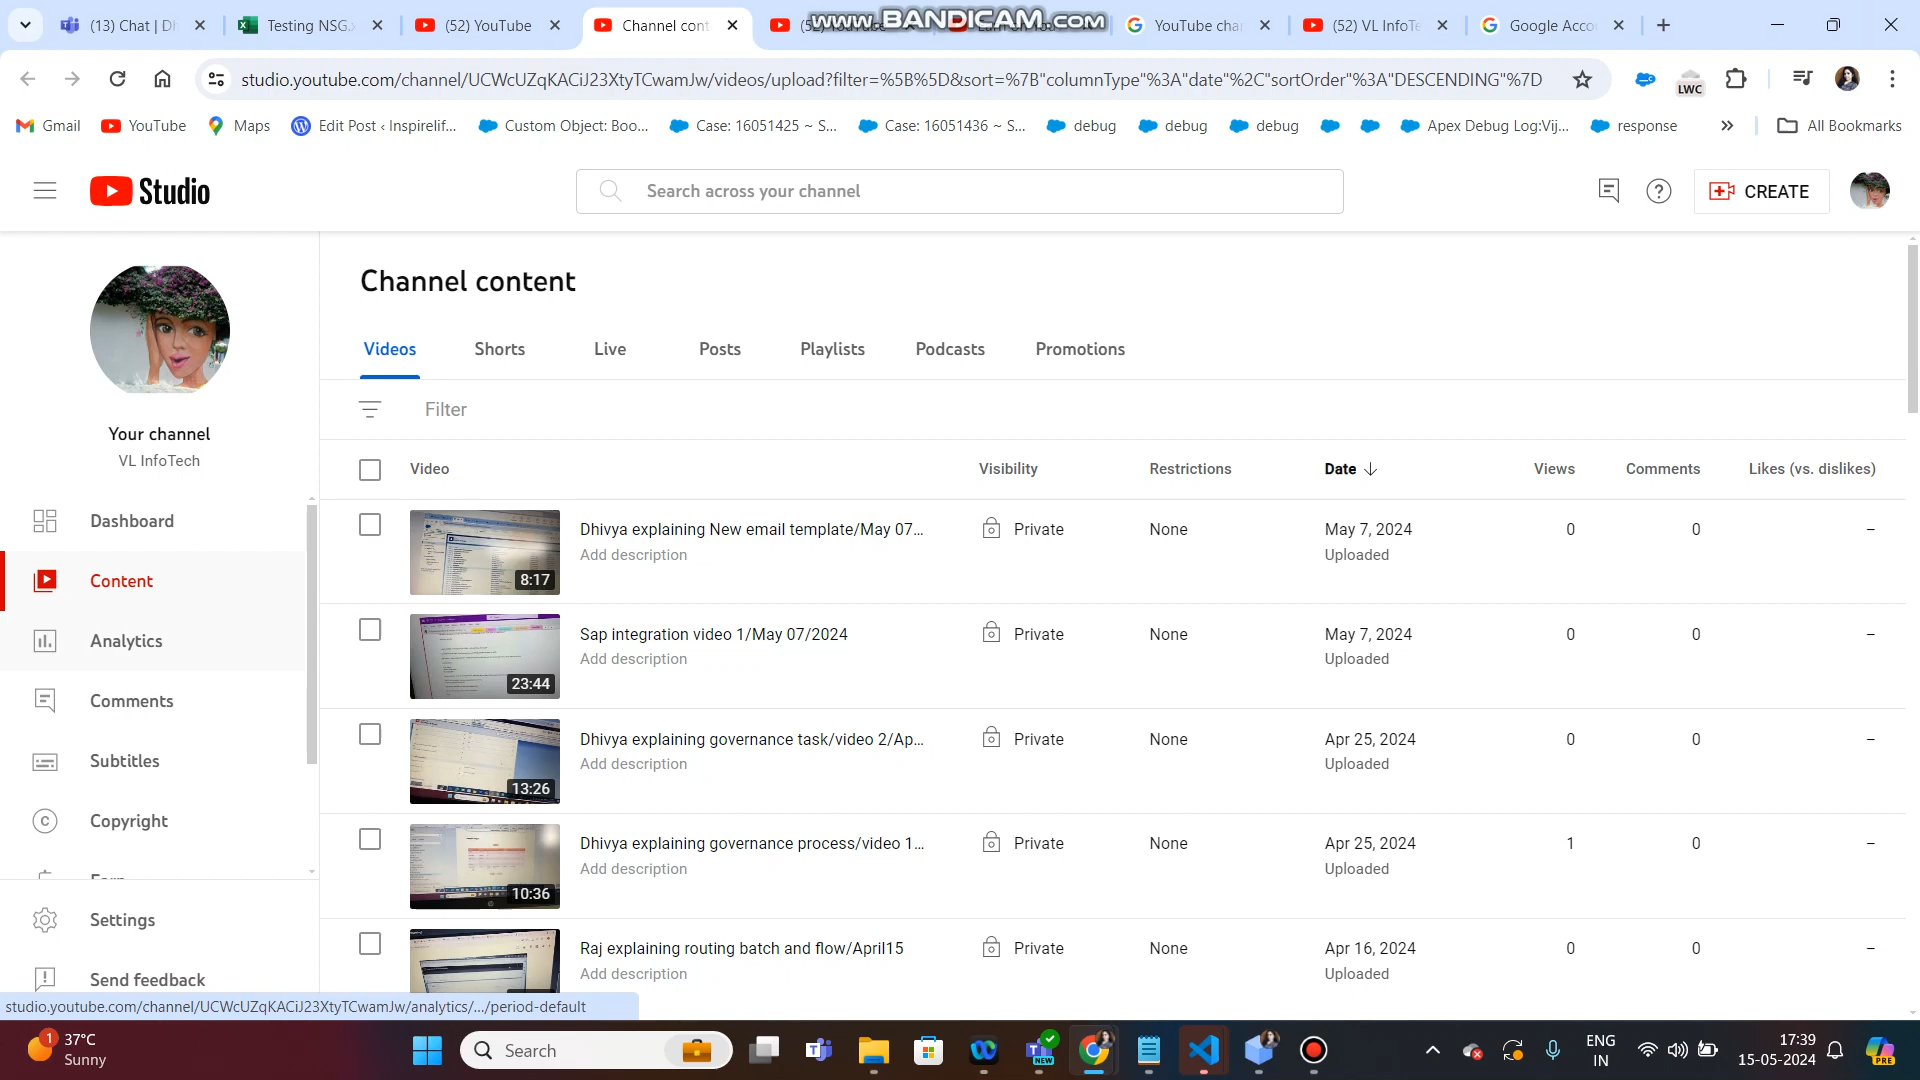 (13) Chat | Dh
Testing NSG.x
(52) YouTube
Channel cont
www.BANDICAM.com
YouTube chan
(52) VL InfoTe
Google Acco
studio.youtube.com/channel/UCWcUZqKACiJ23XtyTCwamJw/videos/upload?filter=%5B%5D&sort=%7B"columnType"%3A"date"%2C"sortOrder"%3A"DESCENDING"%7D
LWC
Gmail
YouTube
Maps
Edit Post ‹ Inspirelif...
Custom Object: Boo...
Case: 16051425 ~ S...
Case: 16051436 ~ S...
debug
debug
debug
Apex Debug Log:Vij...
response
All Bookmarks
Studio
Search across your channel
CREATE
Channel content
Videos
Shorts
Live
Posts
Playlists
Podcasts
Promotions
Filter
Your channel
VL InfoTech
Dashboard
Content
Analytics
Comments
Subtitles
Copyright
Settings
Send feedback
Video
Visibility
Restrictions
Date
Views
Comments
Likes (vs. dislikes)
8:17
Dhivya explaining New email template/May 07...
Add description
Private
None
May 7, 2024
Uploaded
0
0
–
23:44
Sap integration video 1/May 07/2024
Add description
Private
None
May 7, 2024
Uploaded
0
0
–
13:26
Dhivya explaining governance task/video 2/Ap...
Add description
Private
None
Apr 25, 2024
Uploaded
0
0
–
10:36
Dhivya explaining governance process/video 1...
Add description
Private
None
Apr 25, 2024
Uploaded
1
0
–
Raj explaining routing batch and flow/April15
Add description
Private
None
Apr 16, 2024
Uploaded
0
0
–
studio.youtube.com/channel/UCWcUZqKACiJ23XtyTCwamJw/analytics/.../period-default
1
37°C
Sunny
Search
NEW
ENG
IN
17:39
15-05-2024
PRE